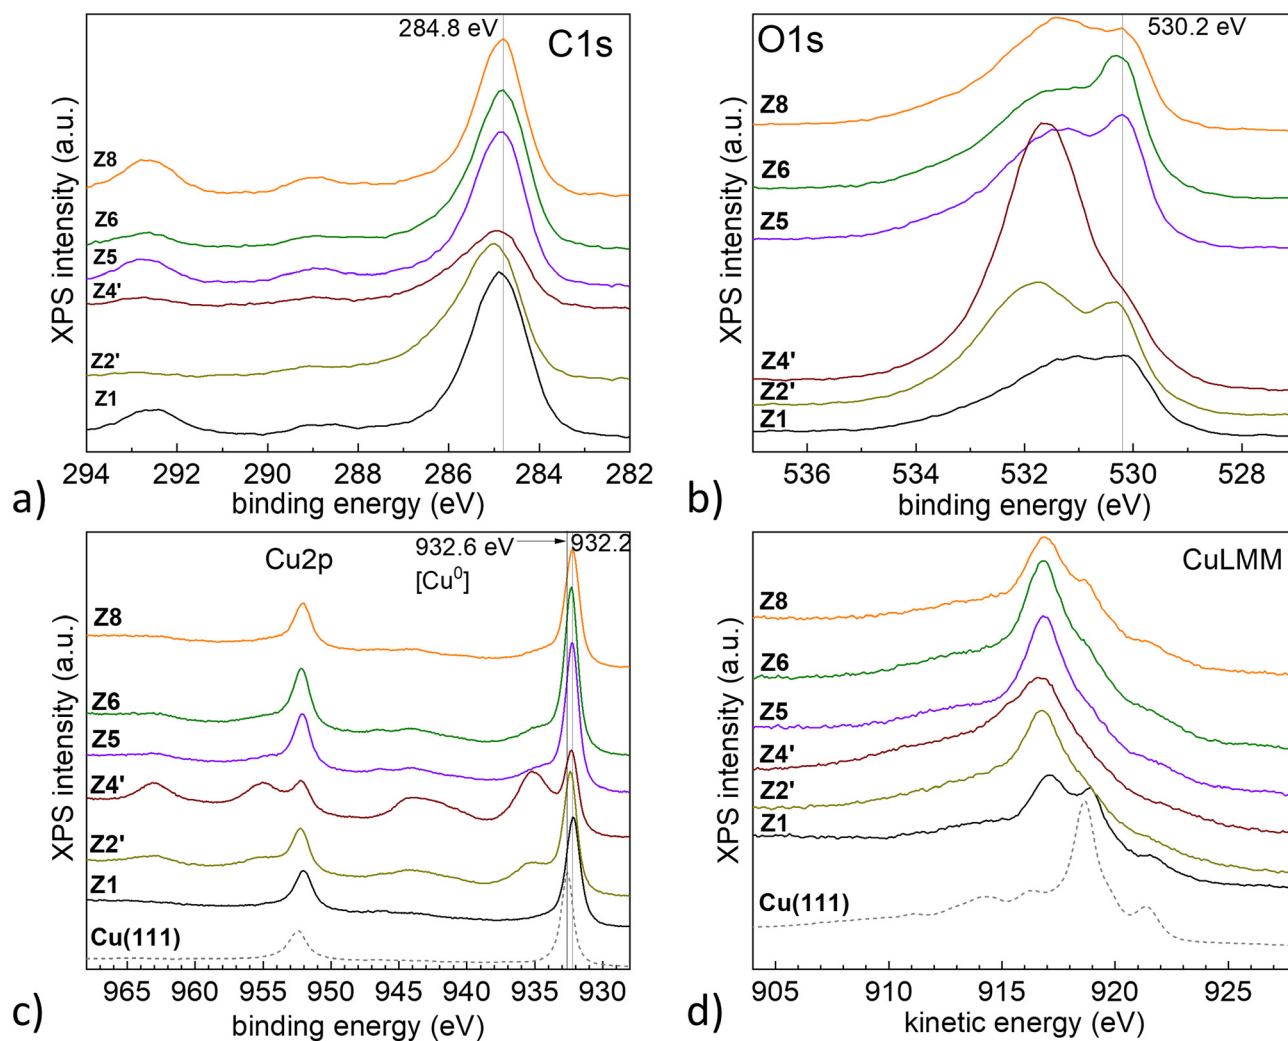 284.8 eV
C1s
XPS intensity (a.u.)
Z8
Z6
Z5
Z4'
Z2'
Z1
294 292 290 288 286 284 282
binding energy (eV)
a)
O1s
530.2 eV
XPS intensity (a.u.)
Z8
Z6
Z5
Z4'
Z2'
Z1
536 534 532 530 528
binding energy (eV)
b)
932.6 eV
932.2
[Cu⁰]
Cu2p
XPS intensity (a.u.)
Z8
Z6
Z5
Z4'
Z2'
Z1
Cu(111)
965 960 955 950 945 940 935 930
binding energy (eV)
c)
CuLMM
XPS intensity (a.u.)
Z8
Z6
Z5
Z4'
Z2'
Z1
Cu(111)
905 910 915 920 925
kinetic energy (eV)
d)